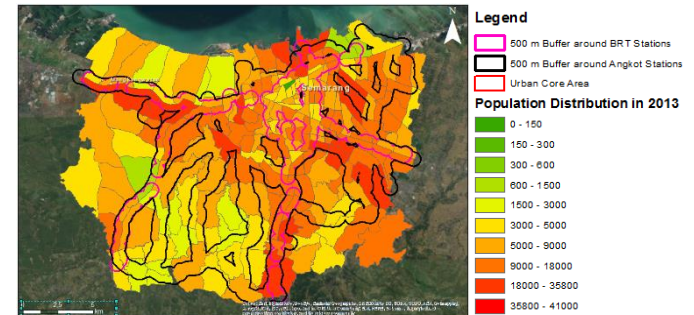 N
Semarang
Legend
500 m Buffer around BRT Stations
500 m Buffer around Angkot Stations
Urban Core Area
Population Distribution in 2013
0 - 150
150 - 300
300 - 600
600 - 1500
1500 - 3000
3000 - 5000
5000 - 9000
9000 - 18000
18000 - 35800
35800 - 41000
km